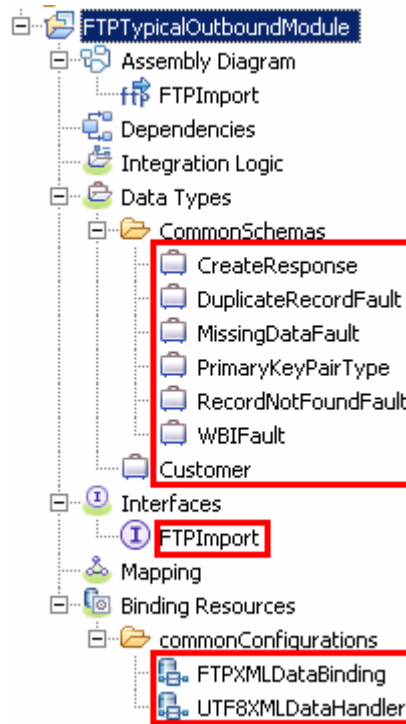 FTPTypicalOutboundModule
Assembly Diagram
FTPImport
Dependencies
Integration Logic
Data Types
CommonSchemas
CreateResponse
DuplicateRecordFault
MissingDataFault
PrimaryKeyPairType
RecordNotFoundFault
WBIFault
Customer
Interfaces
FTPImport
Mapping
Binding Resources
commonConfigurations
FTPXMLDataBinding
UTF8XMLDataHandler